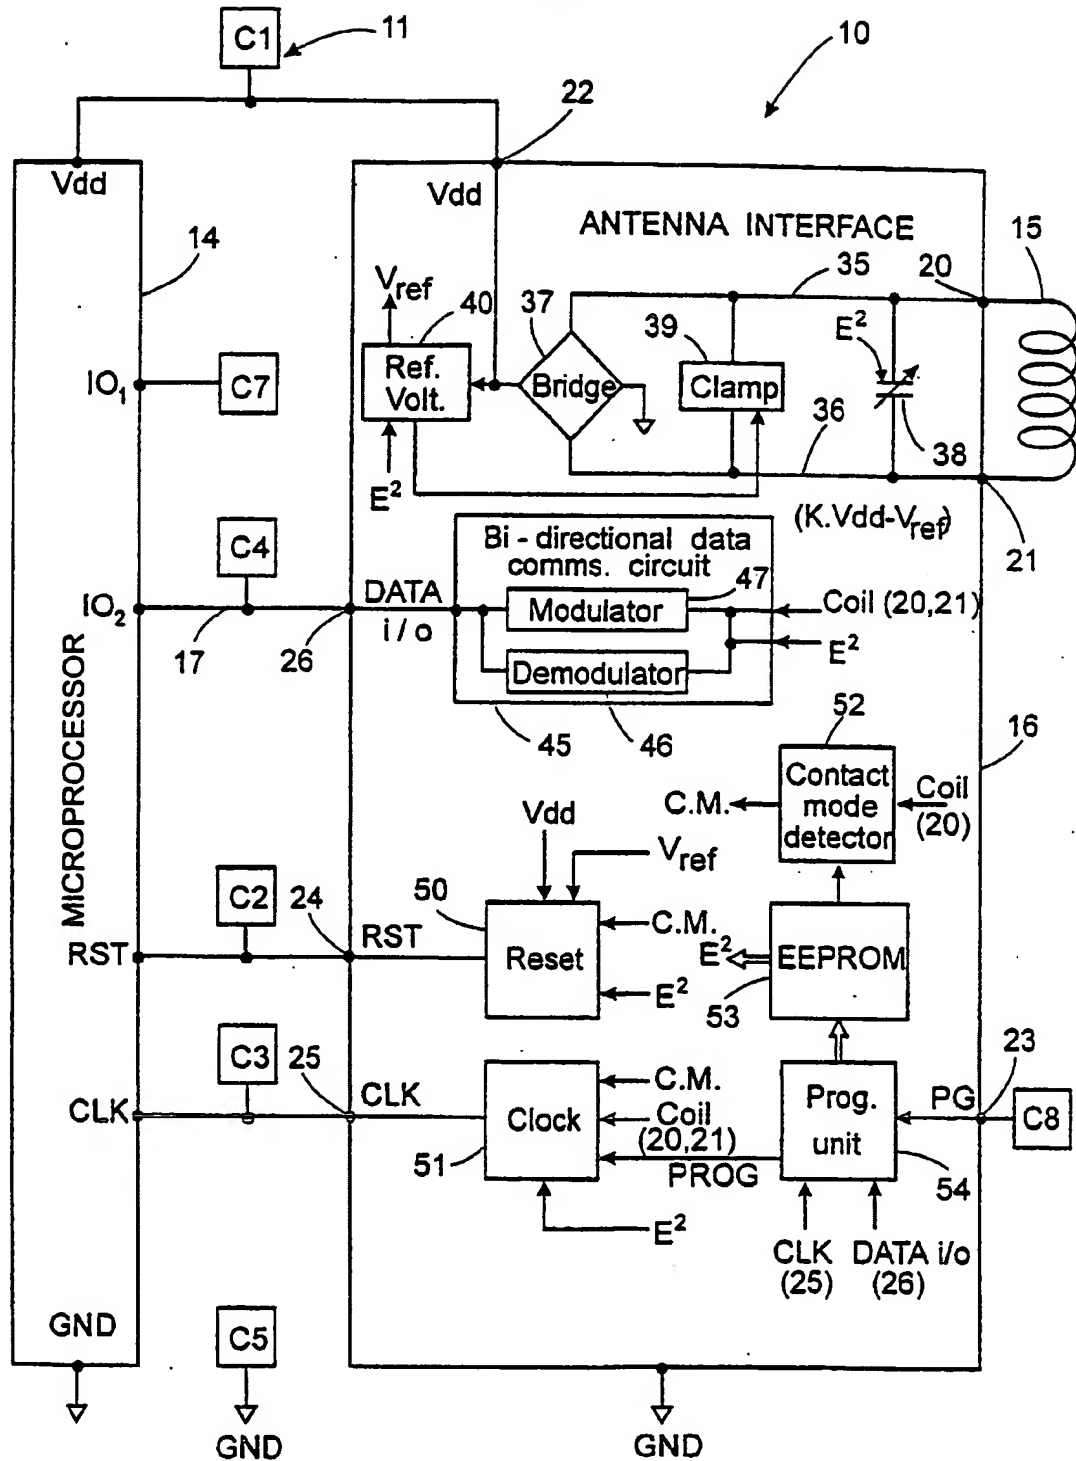 C1
11
10
22
Vdd
Vdd
ANTENNA INTERFACE
14
15
20
35
Vref
40
37
39
E²
Ref.
Volt.
Bridge
Clamp
IO₁
C7
36
38
E²
(K.Vdd-Vref)
21
C4
Bi-directional data
comms. circuit
47
IO₂
DATA
i/o
Modulator
Coil (20,21)
17
26
E²
Demodulator
45
46
52
16
MICROPROCESSOR
Contact
mode
detector
C.M.
Coil
(20)
Vdd
Vref
C2
24
50
RST
RST
Reset
C.M.
E²
E²
EEPROM
53
C3
25
23
CLK
CLK
Clock
C.M.
Coil
(20,21)
Prog.
unit
PG
C8
51
PROG
54
E²
CLK
(25)
DATA i/o
(26)
GND
C5
GND
GND